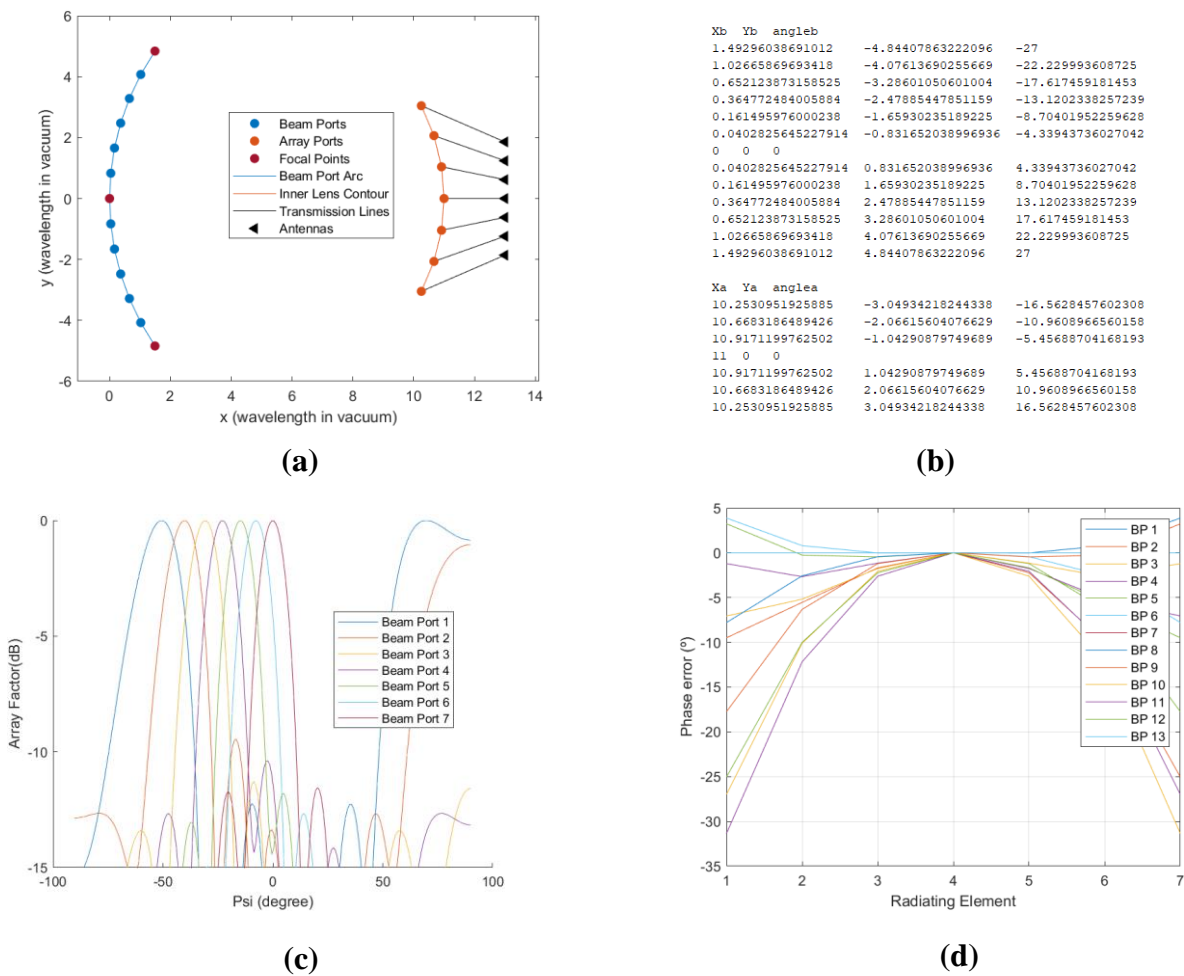 6
4
2
0
-2
-4
-6
0
2
4
6
8
10
12
14
y (wavelength in vacuum)
x (wavelength in vacuum)
Beam Ports
Array Ports
Focal Points
Beam Port Arc
Inner Lens Contour
Transmission Lines
Antennas
(a)
Xb Yb angleb
1.49296038691012 -4.84407863222096 -27
1.02665869693418 -4.07613690255669 -22.229993608725
0.652123873158525 -3.28601050601004 -17.617459181453
0.364772484005884 -2.47885447851159 -13.1202338257239
0.161495976000238 -1.65930235189225 -8.70401952259628
0.0402825645227914 -0.831652038996936 -4.33943736027042
0 0 0
0.0402825645227914 0.831652038996936 4.33943736027042
0.161495976000238 1.65930235189225 8.70401952259628
0.364772484005884 2.47885447851159 13.1202338257239
0.652123873158525 3.28601050601004 17.617459181453
1.02665869693418 4.07613690255669 22.229993608725
1.49296038691012 4.84407863222096 27
Xa Ya anglea
10.2530951925885 -3.04934218244338 -16.5628457602308
10.6683186489426 -2.06615604076629 -10.9608966560158
10.9171199762502 -1.04290879749689 -5.45688704168193
11 0 0
10.9171199762502 1.04290879749689 5.45688704168193
10.6683186489426 2.06615604076629 10.9608966560158
10.2530951925885 3.04934218244338 16.5628457602308
(b)
0
-5
-10
-15
-100
-50
0
50
100
Array Factor(dB)
Psi (degree)
Beam Port 1
Beam Port 2
Beam Port 3
Beam Port 4
Beam Port 5
Beam Port 6
Beam Port 7
(c)
5
0
-5
-10
-15
-20
-25
-30
-35
1
2
3
4
5
6
7
Phase error (º)
Radiating Element
BP 1
BP 2
BP 3
BP 4
BP 5
BP 6
BP 7
BP 8
BP 9
BP 10
BP 11
BP 12
BP 13
(d)